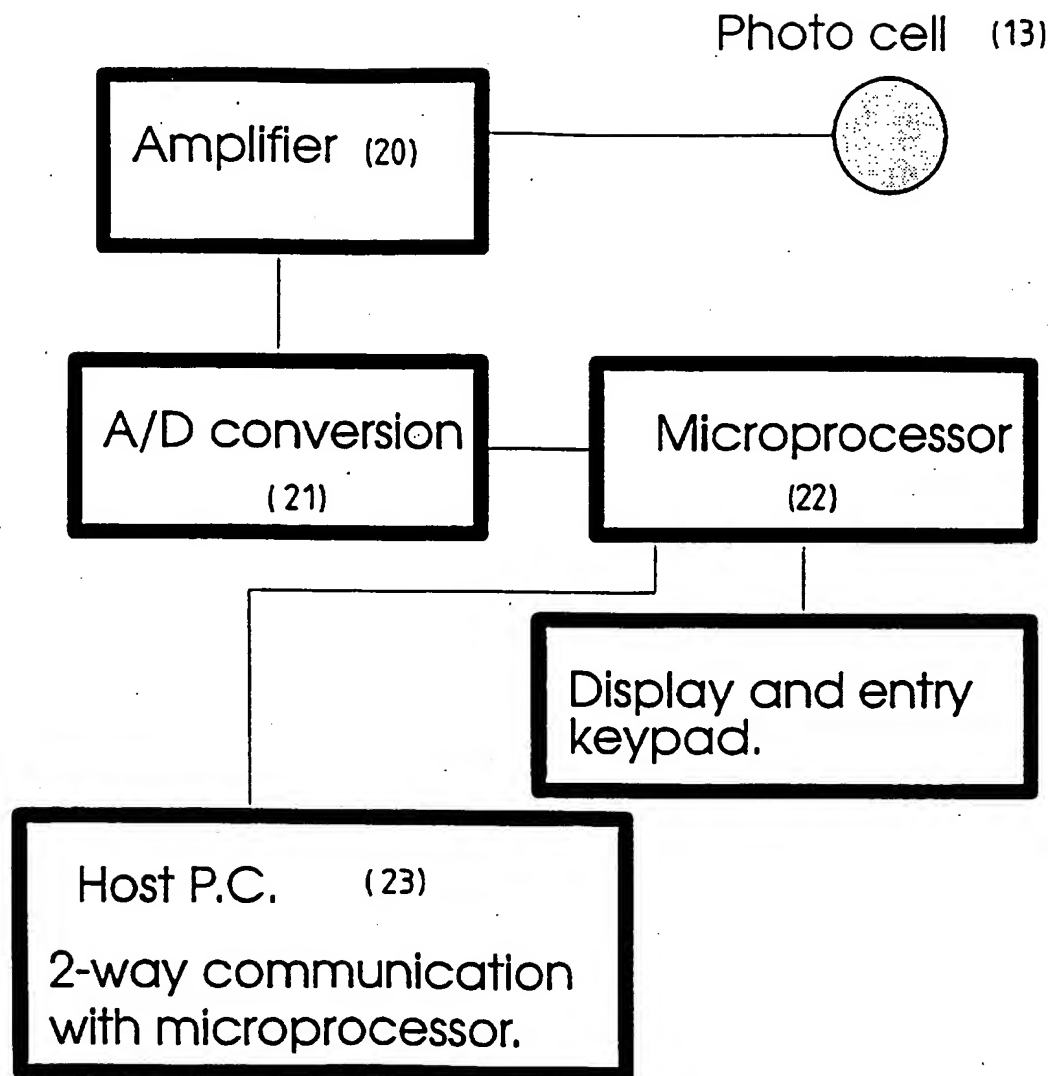 Photo cell (13)
Amplifier (20)
A/D conversion
(21)
Microprocessor
(22)
Display and entry
keypad.
Host P.C. (23)
2-way communication
with microprocessor.